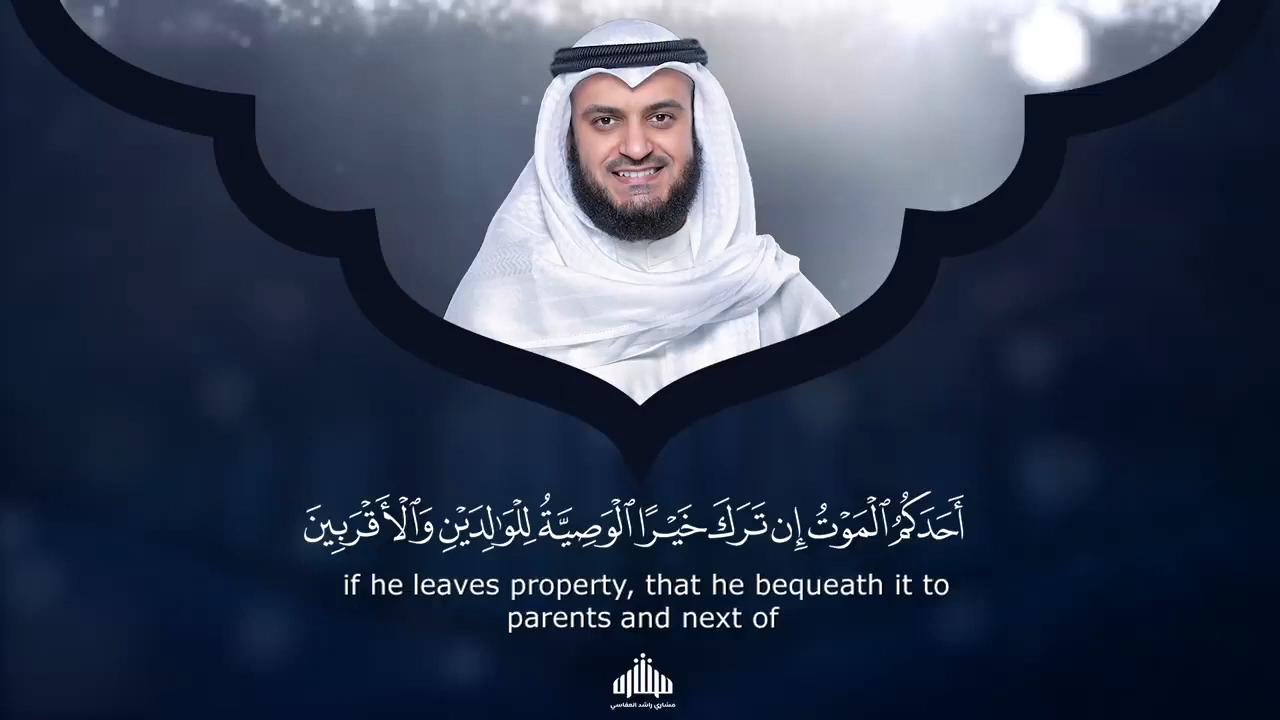 أَحَدَكُمُ ٱلْمَوْتُ إِن تَرَكَ خَيْرًا ٱلْوَصِيَّةُ لِلْوَٰلِدَيْنِ وَٱلْأَقْرَبِينَ
if he leaves property, that he bequeath it to
parents and next of
مشاري راشد العفاسي